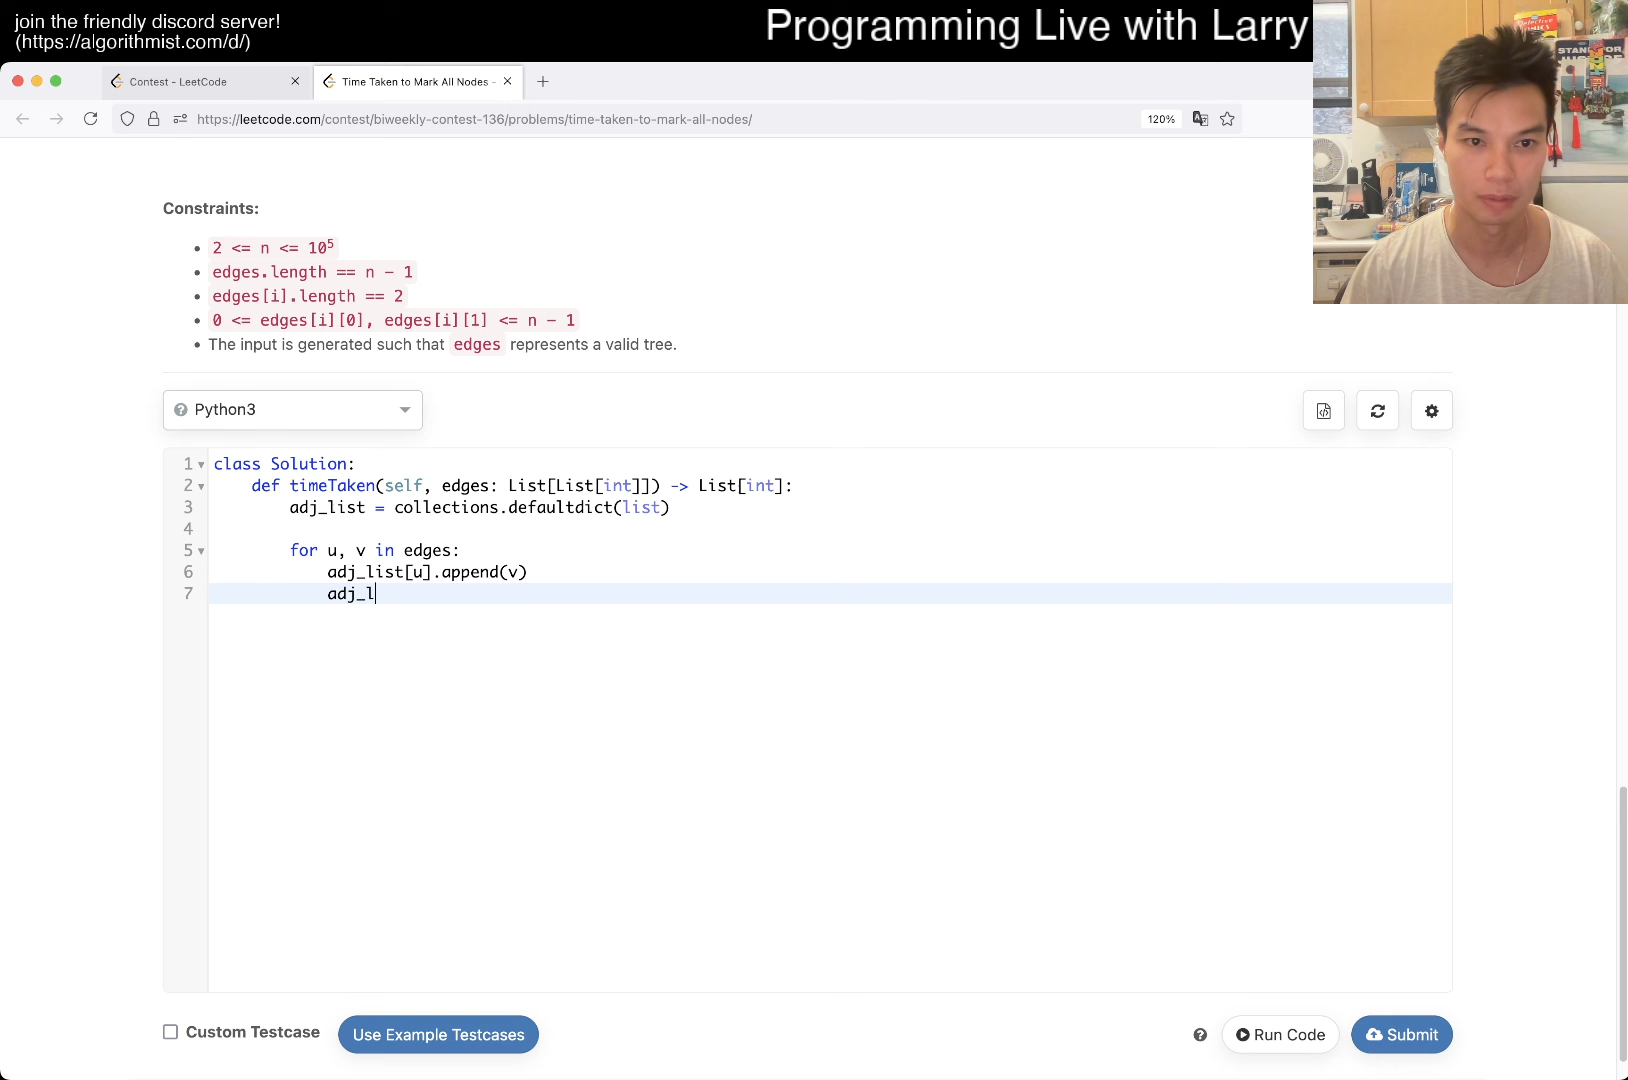 join the friendly discord server!
(https://algorithmist.com/d/)
Programming Live with Larry
Contest - LeetCode
Time Taken to Mark All Nodes -
https://leetcode.com/contest/biweekly-contest-136/problems/time-taken-to-mark-all-nodes/
120%
Constraints:
2 <= n <= 10⁵
edges.length == n - 1
edges[i].length == 2
0 <= edges[i][0], edges[i][1] <= n - 1
The input is generated such that edges represents a valid tree.
Python3
1 class Solution:
2 def timeTaken(self, edges: List[List[int]]) -> List[int]:
3 adj_list = collections.defaultdict(list)
4
5 for u, v in edges:
6 adj_list[u].append(v)
7 adj_l
Custom Testcase
Use Example Testcases
Run Code
Submit